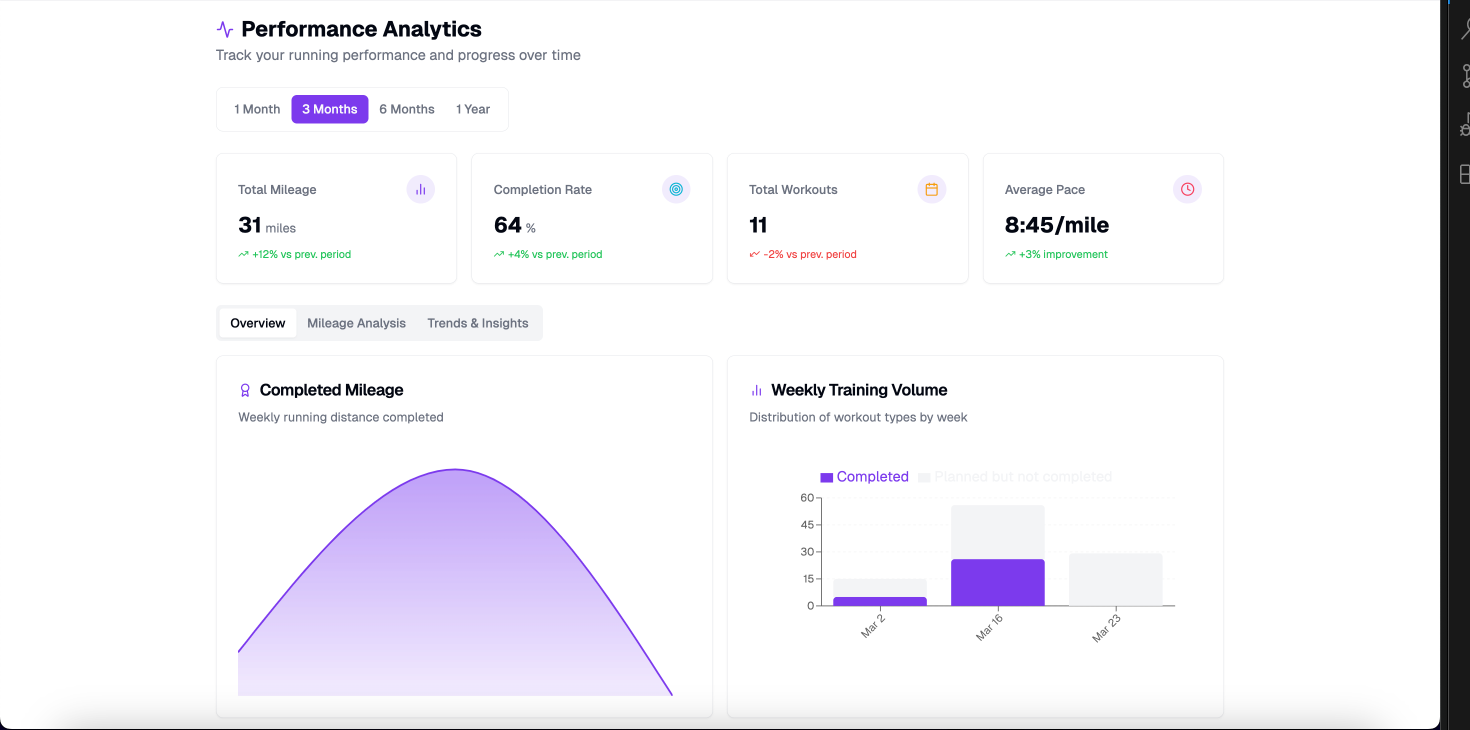 Performance Analytics
Track your running performance and progress over time
1 Month 3 Months 6 Months 1 Year
Total Mileage
31 miles
+12% vs prev. period
Completion Rate
64 %
+4% vs prev. period
Total Workouts
11
-2% vs prev. period
Average Pace
8:45/mile
+3% improvement
Overview Mileage Analysis Trends & Insights
Completed Mileage
Weekly running distance completed
Weekly Training Volume
Distribution of workout types by week
Completed Planned but not completed
60
45
30
15
0
Mar 2 Mar 16 Mar 23